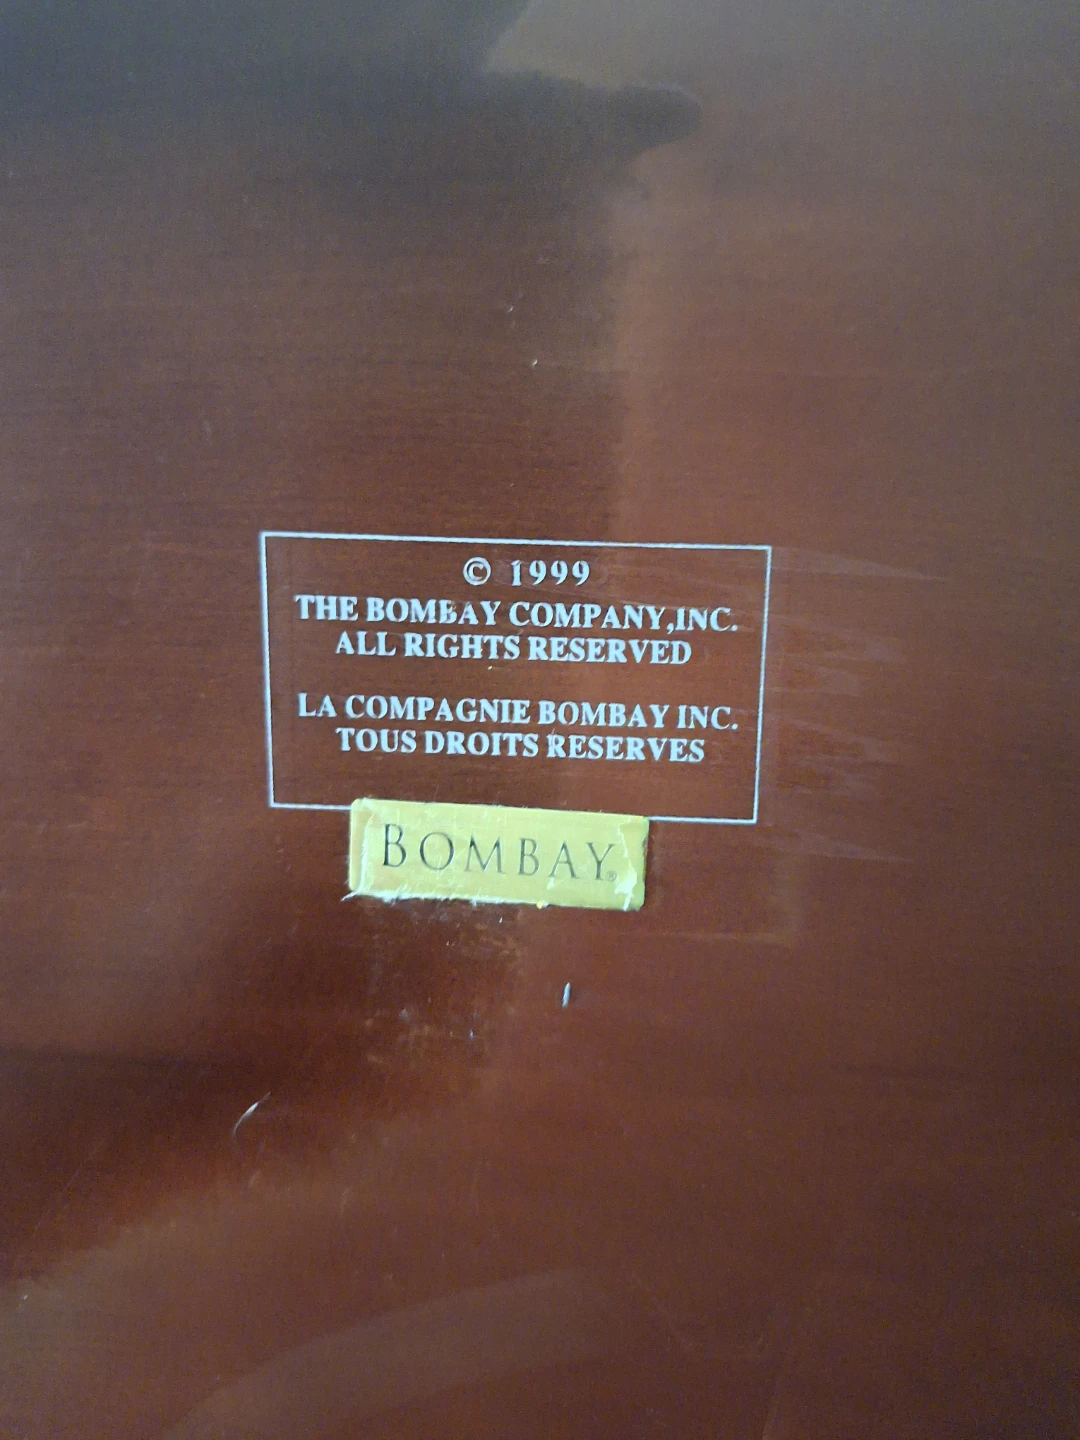 © 1999
THE BOMBAY COMPANY,INC.
ALL RIGHTS RESERVED
LA COMPAGNIE BOMBAY INC.
TOUS DROITS RESERVES
BOMBAY®